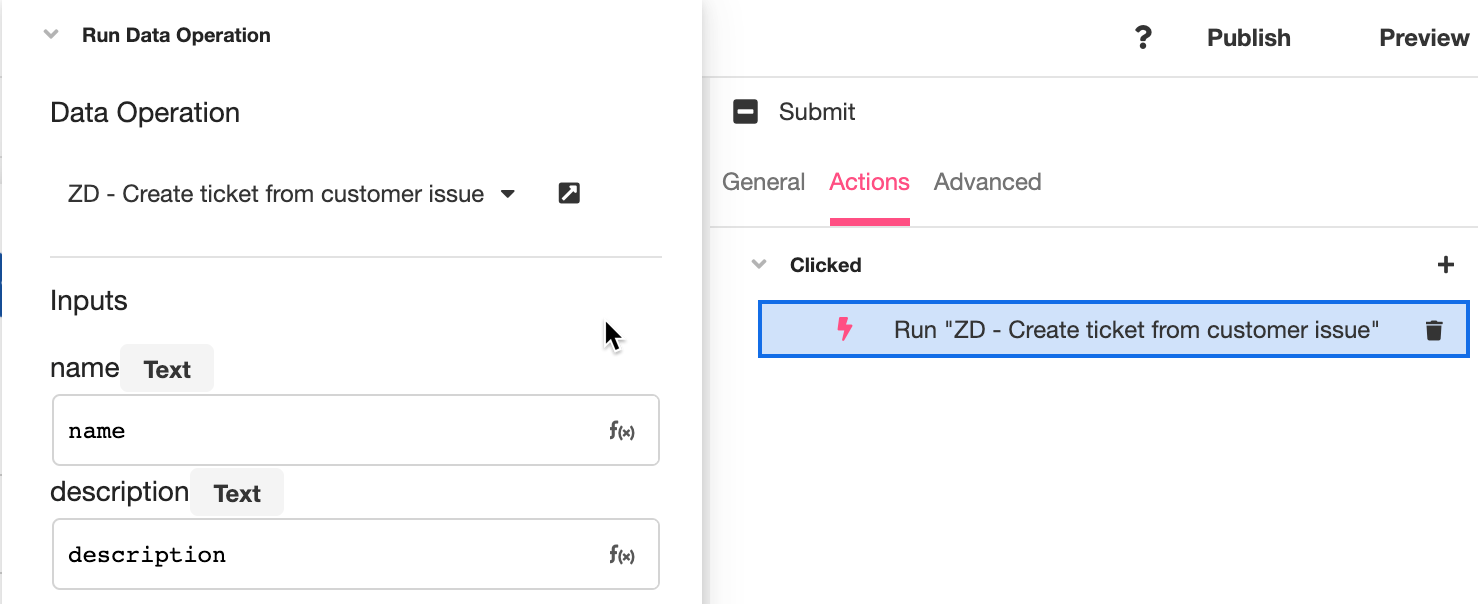 Run Data Operation
Data Operation
ZD - Create ticket from customer issue
Inputs
name Text
name f(x)
description Text
description f(x)
? Publish Preview
Submit
General Actions Advanced
Clicked +
Run "ZD - Create ticket from customer issue"